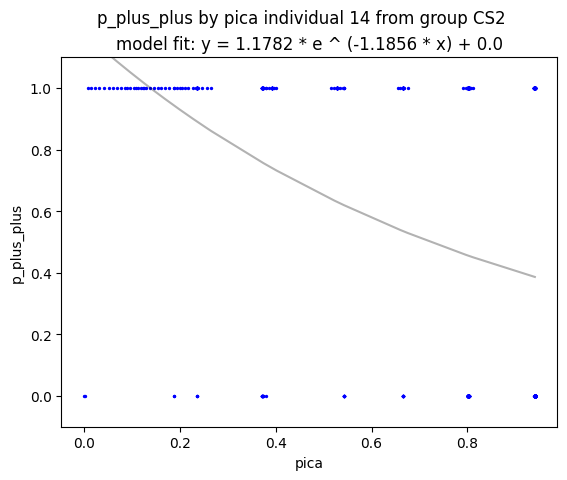 p_plus_plus by pica individual 14 from group CS2
model fit: y = 1.1782 * e ^ (-1.1856 * x) + 0.0
1.0
0.8
0.6
0.4
0.2
0.0
p_plus_plus
0.0 0.2 0.4 0.6 0.8
pica